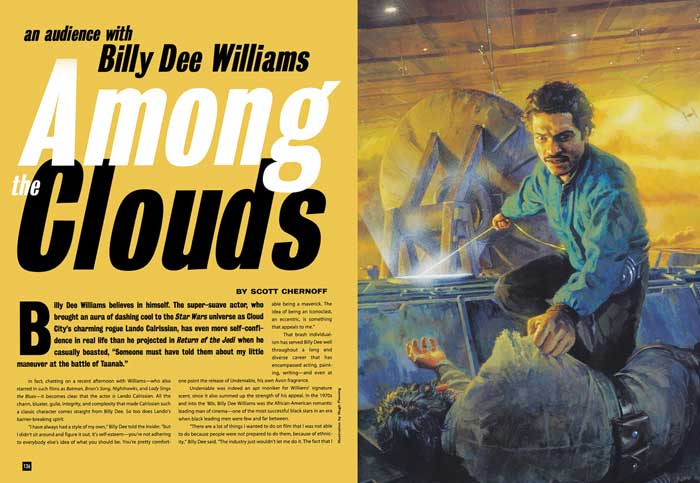 an audience with
Billy Dee Williams
Among
the Clouds
BY SCOTT CHERNOFF
Billy Dee Williams believes in himself. The super-suave actor, who
brought an aura of dashing cool to the Star Wars universe as Cloud
City's charming rogue Lando Calrissian, has even more self-confi-
dence in real life than he projected in Return of the Jedi when he
casually boasted, "Someone must have told them about my little
maneuver at the battle of Taanab."
In fact, chatting on a recent afternoon with Williams—who also
starred in such films as Batman, Brian's Song, Nighthawks, and Lady Sings
the Blues—it becomes clear that the actor is Lando Calrissian. All the
charm, bluster, guile, integrity, and complexity that made Calrissian such
a classic character comes straight from Billy Dee. So too does Lando's
barrier-breaking spirit.
"I have always had a style of my own," Billy Dee told the Insider, "but
I didn't sit around and figure it out. It's self-esteem—you're not adhering
to everybody else's idea of what you should be. You're pretty comfort-
able being a maverick. The
idea of being an iconoclast,
an eccentric, is something
that appeals to me."
That brash individual-
ism has served Billy Dee well
throughout a long and
diverse career that has
encompassed acting, paint-
ing, writing—and even at
one point the release of Undeniable, his own Avon fragrance.
Undeniable was indeed an apt moniker for Williams' signature
scent, since it also summed up the strength of his appeal. In the 1970s
and into the '80s, Billy Dee Williams was the African-American romantic
leading man of cinema—one of the most successful black stars in an era
when black leading men were few and far between.
"There are a lot of things I wanted to do on film that I was not able
to do because people were not prepared to do them, because of ethnic-
ity," Billy Dee said. "The industry just wouldn't let me do it. The fact that I
Illustration by Hugh Fleming
136